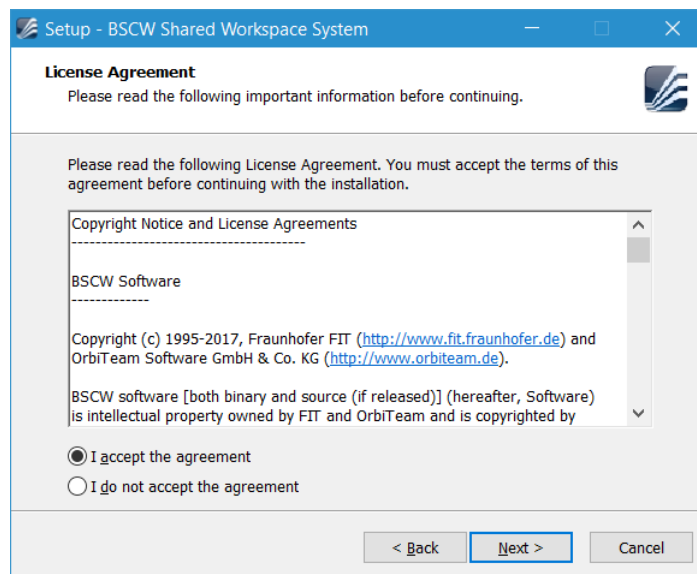 Setup - BSCW Shared Workspace System
License Agreement
Please read the following important information before continuing.
Please read the following License Agreement. You must accept the terms of this
agreement before continuing with the installation.
Copyright Notice and License Agreements
---------------------------------------
BSCW Software
-------------
Copyright (c) 1995-2017, Fraunhofer FIT (http://www.fit.fraunhofer.de) and
OrbiTeam Software GmbH & Co. KG (http://www.orbiteam.de).
BSCW software [both binary and source (if released)] (hereafter, Software)
is intellectual property owned by FIT and OrbiTeam and is copyrighted by
I accept the agreement
I do not accept the agreement
< Back Next > Cancel